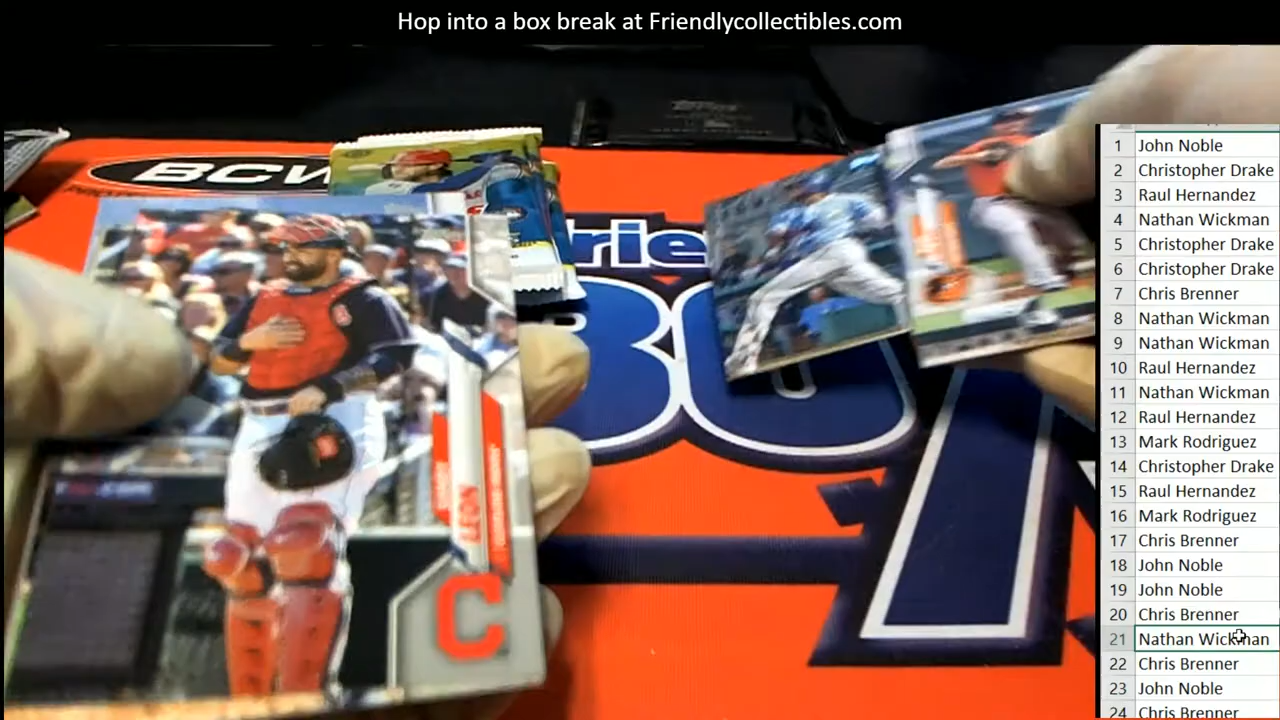 Hop into a box break at Friendlycollectibles.com
BCW
rie
LEON
C
1 John Noble
2 Christopher Drake
3 Raul Hernandez
4 Nathan Wickman
5 Christopher Drake
6 Christopher Drake
7 Chris Brenner
8 Nathan Wickman
9 Nathan Wickman
10 Raul Hernandez
11 Nathan Wickman
12 Raul Hernandez
13 Mark Rodriguez
14 Christopher Drake
15 Raul Hernandez
16 Mark Rodriguez
17 Chris Brenner
18 John Noble
19 John Noble
20 Chris Brenner
21 Nathan Wickman
22 Chris Brenner
23 John Noble
24 Chris Brenner